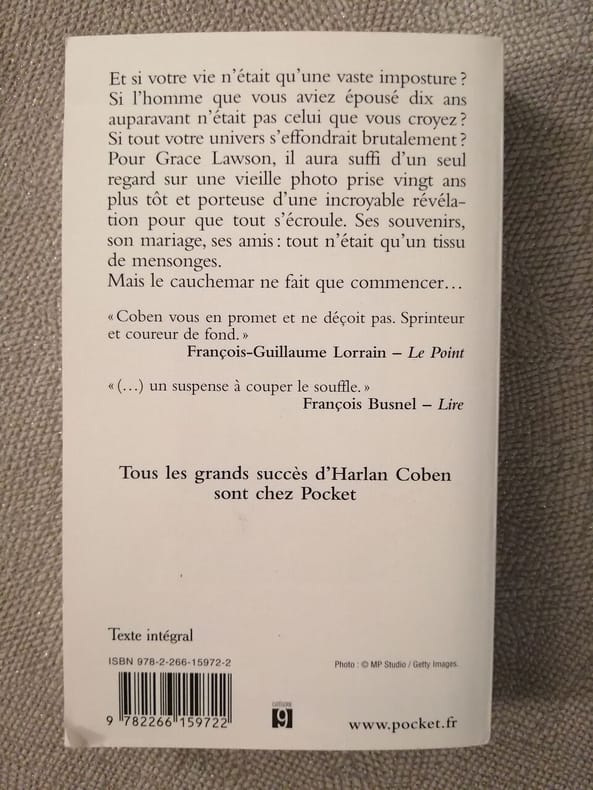 Et si votre vie n'était qu'une vaste imposture ?
Si l'homme que vous aviez épousé dix ans
auparavant n'était pas celui que vous croyez ?
Si tout votre univers s'effondrait brutalement ?
Pour Grace Lawson, il aura suffi d'un seul
regard sur une vieille photo prise vingt ans
plus tôt et porteuse d'une incroyable révéla-
tion pour que tout s'écroule. Ses souvenirs,
son mariage, ses amis : tout n'était qu'un tissu
de mensonges.
Mais le cauchemar ne fait que commencer…
« Coben vous en promet et ne déçoit pas. Sprinteur
et coureur de fond. »
François-Guillaume Lorrain – Le Point
« (…) un suspense à couper le souffle. »
François Busnel – Lire
Tous les grands succès d'Harlan Coben
sont chez Pocket
Texte intégral
ISBN 978-2-266-15972-2
Photo : © MP Studio / Getty Images.
9 782266 159722
CATÉGORIE
9
www.pocket.fr